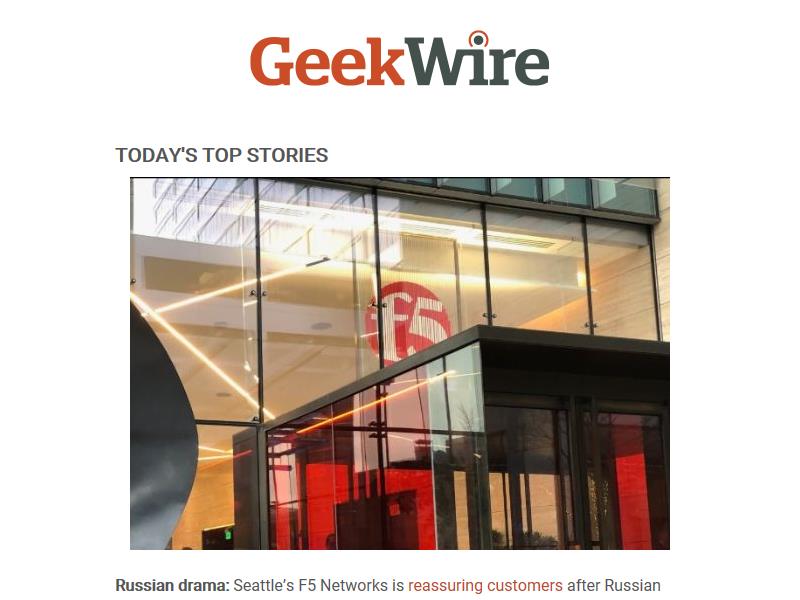 GeekWire
TODAY'S TOP STORIES
f5
Russian drama: Seattle's F5 Networks is reassuring customers after Russian